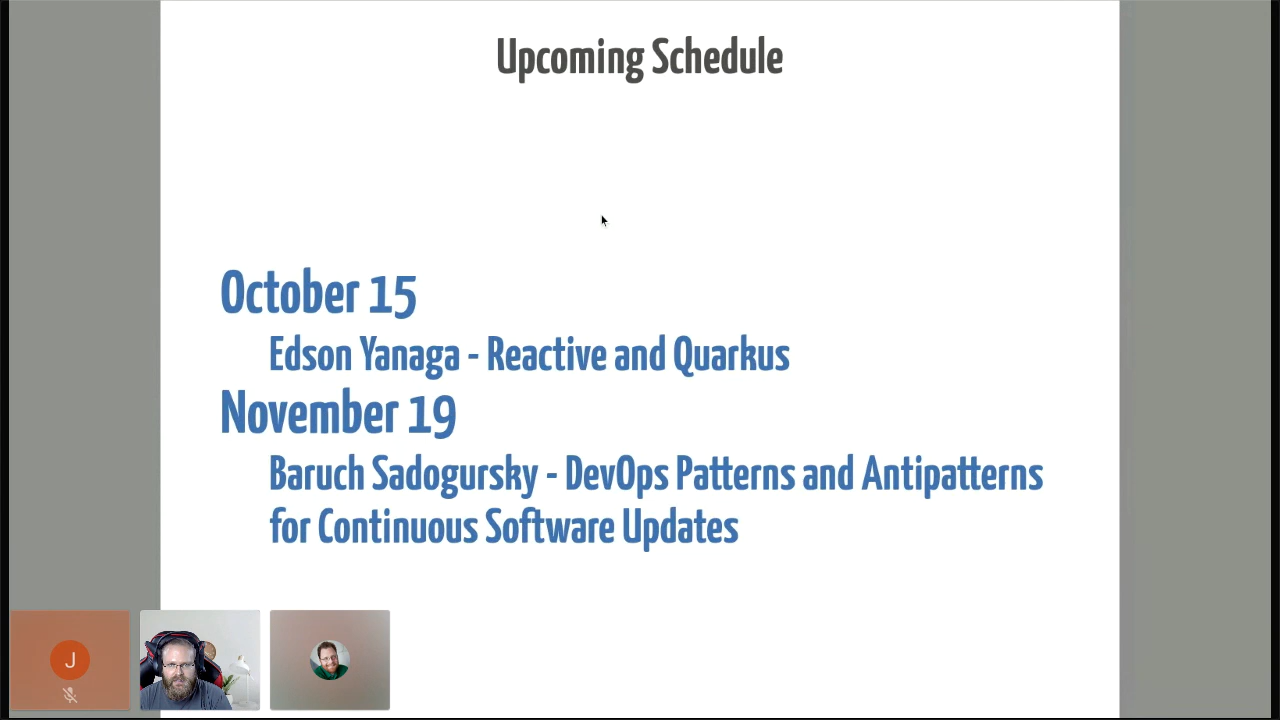 Upcoming Schedule
October 15
Edson Yanaga - Reactive and Quarkus
November 19
Baruch Sadogursky - DevOps Patterns and Antipatterns
for Continuous Software Updates
J